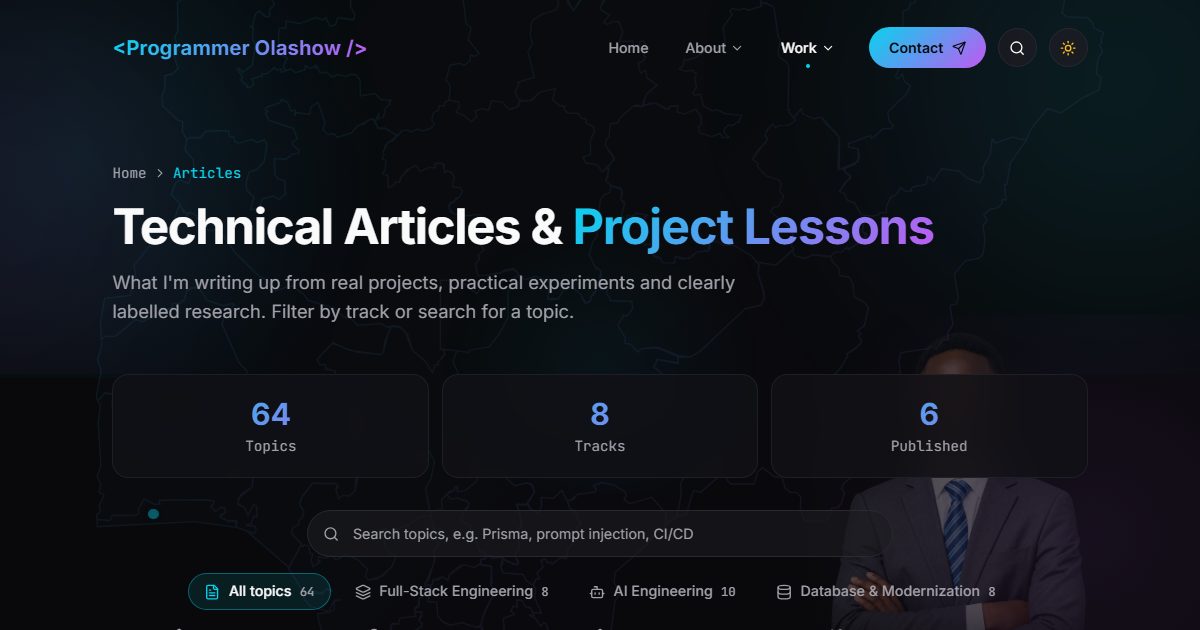 <Programmer Olashow />
Home
About
Work
Contact
Home > Articles
Technical Articles & Project Lessons
What I'm writing up from real projects, practical experiments and clearly
labelled research. Filter by track or search for a topic.
64
Topics
8
Tracks
6
Published
Search topics, e.g. Prisma, prompt injection, CI/CD
All topics 64
Full-Stack Engineering 8
AI Engineering 10
Database & Modernization 8